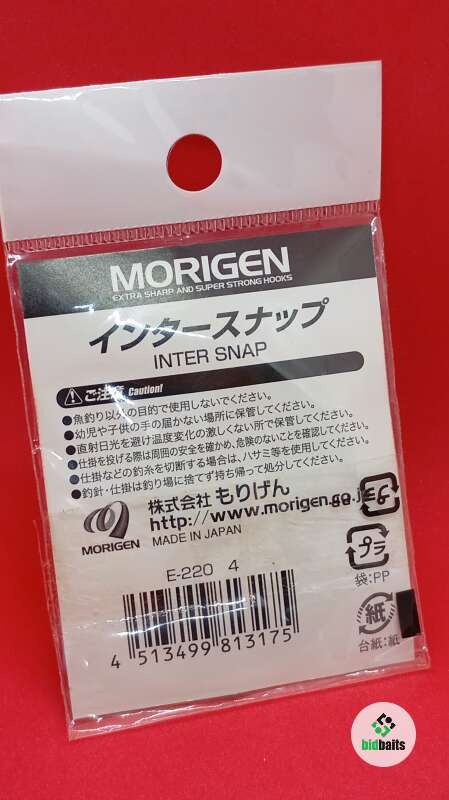 MORIGEN
EXTRA SHARP AND SUPER STRONG HOOKS
インタースナップ
INTER SNAP
ご注意 Caution!
●魚釣り以外の目的で使用しないでください。
●幼児や子供の手の届かない場所に保管してください。
●直射日光を避け温度変化の激しくない所で保管してください。
●仕掛を投げる際は周囲の安全を確かめ、危険のないことを確認してください。
●仕掛などの釣糸を切断する場合は、ハサミ等を使用してください。
●釣針・仕掛は釣り場に捨てず持ち帰って処分してください。
株式会社 もりげん
http://www.morigen.co.jp
MORIGEN
MADE IN JAPAN
プラ
袋:PP
E-220 4
紙
台紙:紙
4 513499 813175
bidbaits